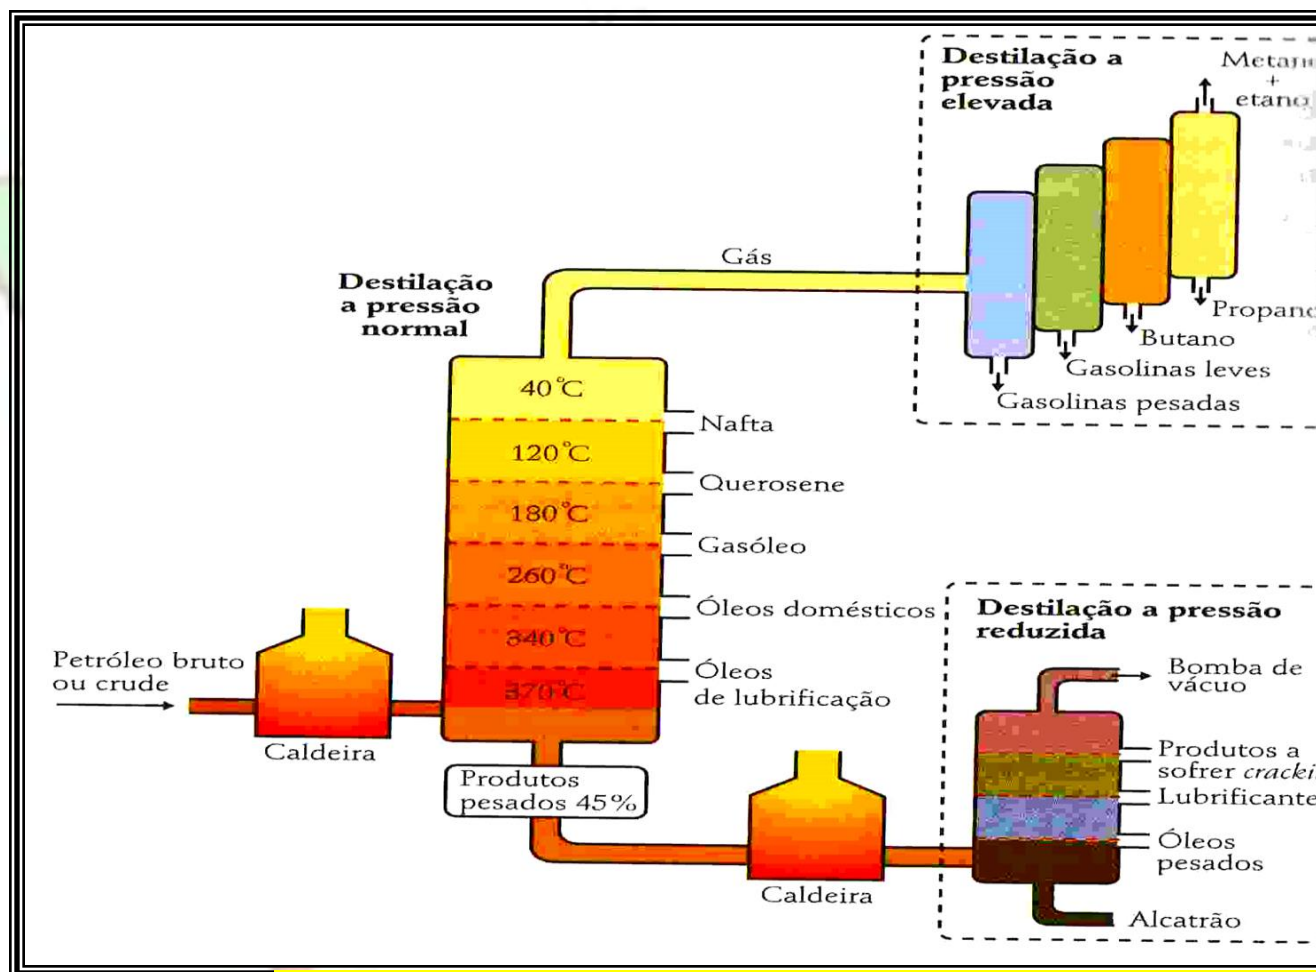 Destilação a
pressão
elevada
Metano
+
etano
Gás
Destilação
a pressão
normal
Propano
Butano
Gasolinas leves
Gasolinas pesadas
40°C
Nafta
120°C
Querosene
180°C
Gasóleo
260°C
Óleos domésticos
340°C
Óleos
de lubrificação
370°C
Petróleo bruto
ou crude
Caldeira
Produtos
pesados 45%
Caldeira
Destilação a pressão
reduzida
Bomba de
vácuo
Produtos a
sofrer cracki
Lubrificante
Óleos
pesados
Alcatrão